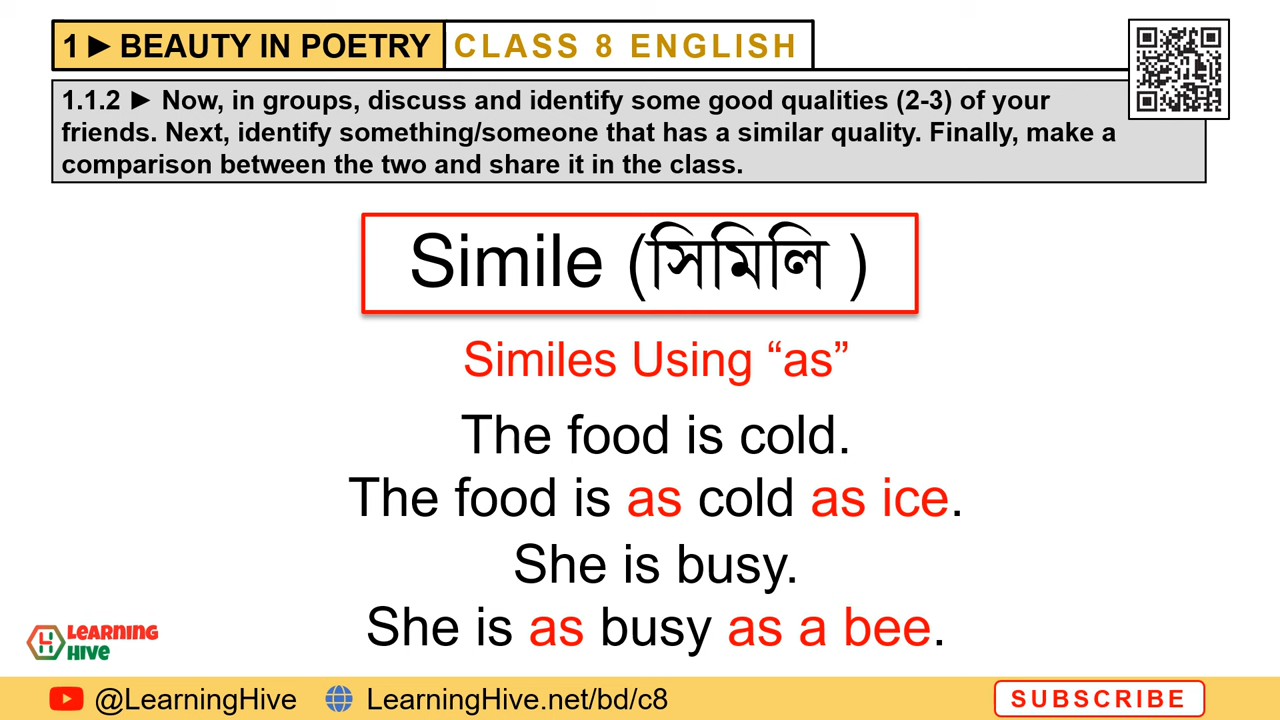 1 ► BEAUTY IN POETRY CLASS 8 ENGLISH
1.1.2 ► Now, in groups, discuss and identify some good qualities (2-3) of your
friends. Next, identify something/someone that has a similar quality. Finally, make a
comparison between the two and share it in the class.
Simile (সিমিলি )
Similes Using “as”
The food is cold.
The food is as cold as ice.
She is busy.
She is as busy as a bee.
LEARNING
HIVE
@LearningHive LearningHive.net/bd/c8 SUBSCRIBE